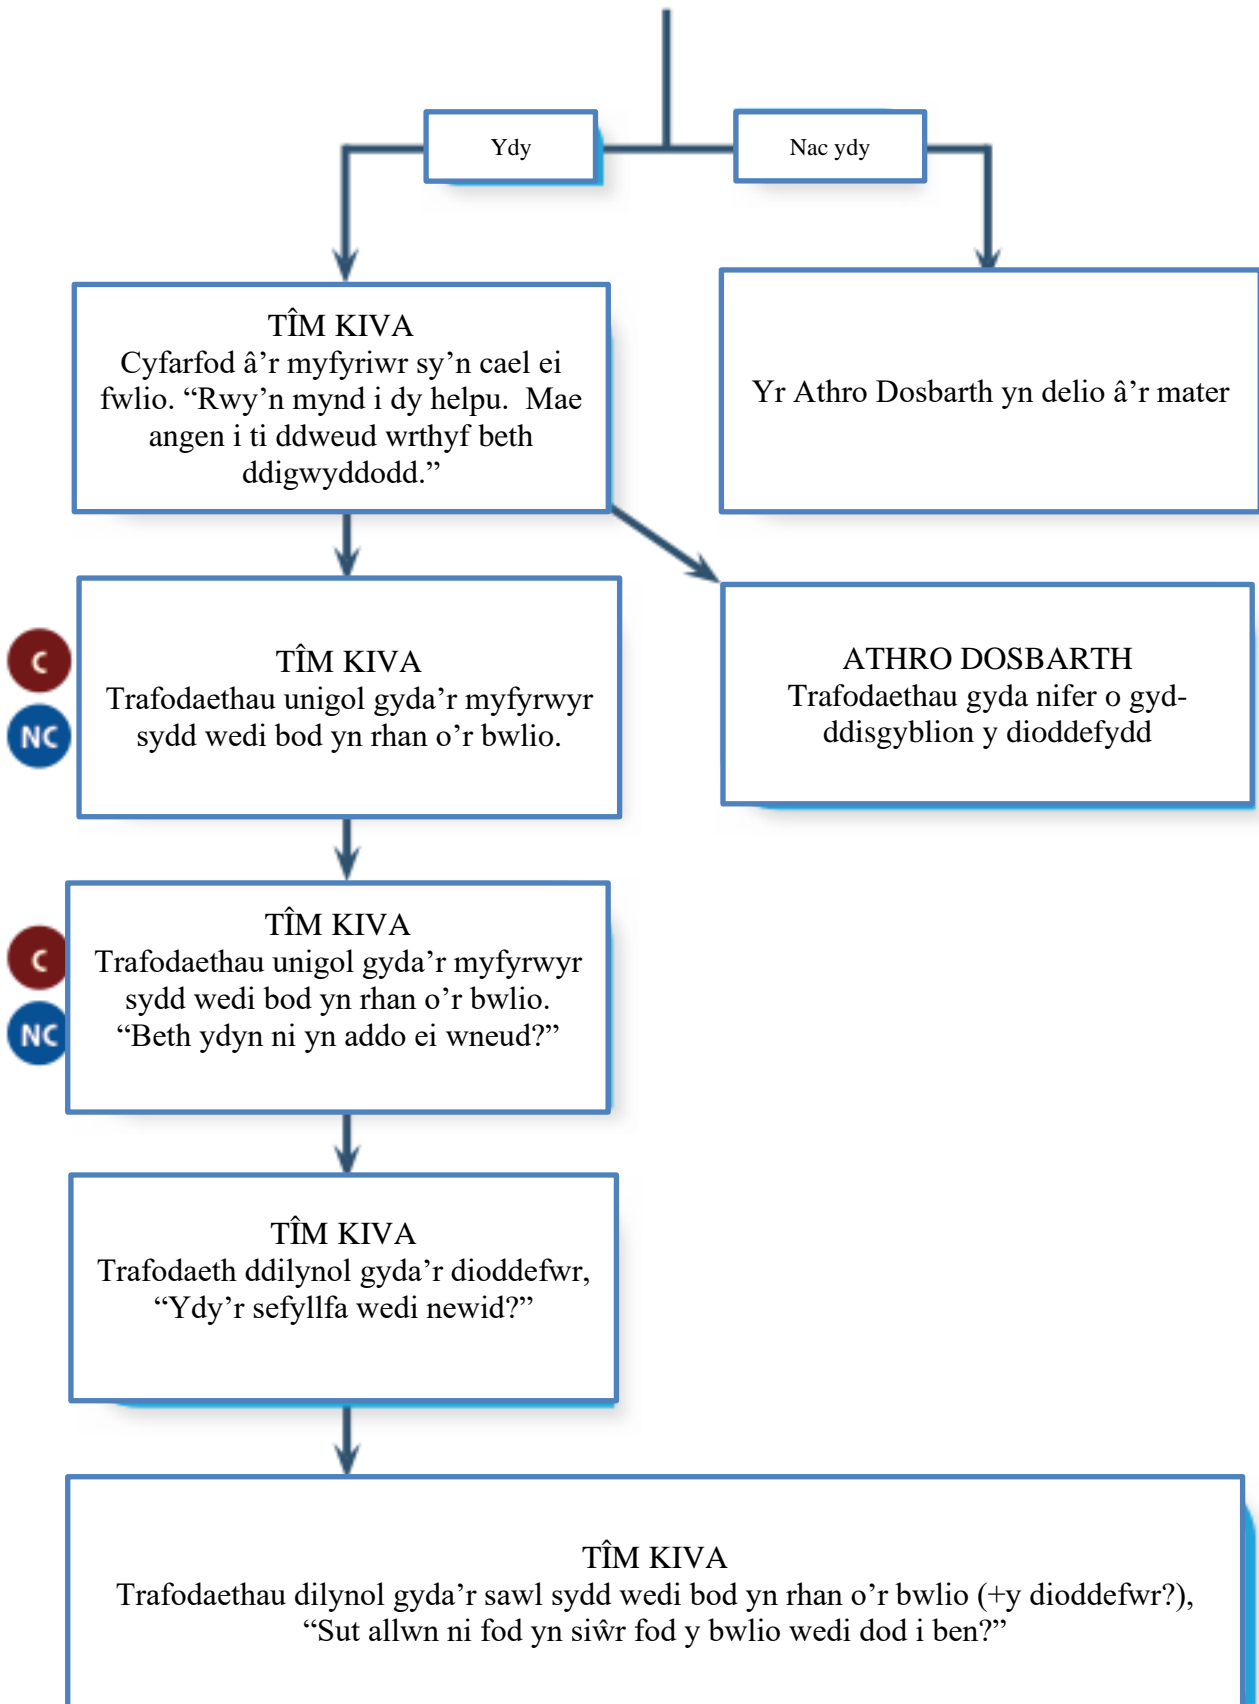 Ydy
Nac ydy
TÎM KIVA
Cyfarfod â’r myfyriwr sy’n cael ei
fwlio. “Rwy’n mynd i dy helpu.  Mae
angen i ti ddweud wrthyf beth
ddigwyddodd.”
Yr Athro Dosbarth yn delio â’r mater
C
NC
TÎM KIVA
Trafodaethau unigol gyda’r myfyrwyr
sydd wedi bod yn rhan o’r bwlio.
ATHRO DOSBARTH
Trafodaethau gyda nifer o gyd-
ddisgyblion y dioddefydd
C
NC
TÎM KIVA
Trafodaethau unigol gyda’r myfyrwyr
sydd wedi bod yn rhan o’r bwlio.
“Beth ydyn ni yn addo ei wneud?”
TÎM KIVA
Trafodaeth ddilynol gyda’r dioddefwr,
“Ydy’r sefyllfa wedi newid?”
TÎM KIVA
Trafodaethau dilynol gyda’r sawl sydd wedi bod yn rhan o’r bwlio (+y dioddefwr?),
“Sut allwn ni fod yn siŵr fod y bwlio wedi dod i ben?”